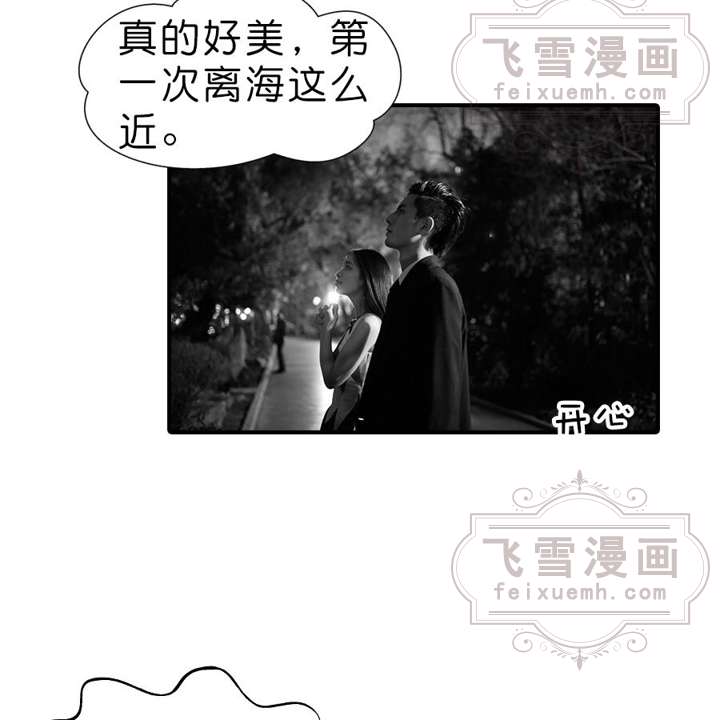 真的好美，第
一次离海这么
近。
飞雪漫画
feixuemh.com
开心
飞雪漫画
feixuemh.com